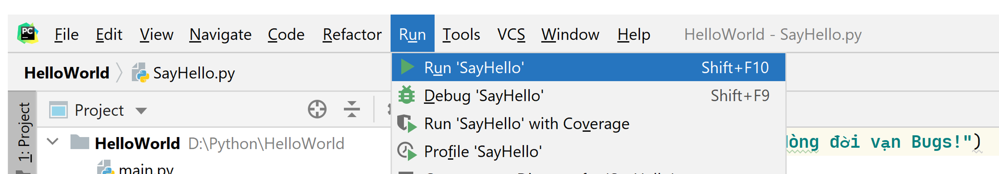 PC
File Edit View Navigate Code Refactor Run Tools VCS Window Help HelloWorld - SayHello.py
HelloWorld SayHello.py
Run 'SayHello' Shift+F10
Debug 'SayHello' Shift+F9
Run 'SayHello' with Coverage
Profile 'SayHello'
1: Project
Project
HelloWorld D:\Python\HelloWorld
main.py
đời vạn Bugs!")